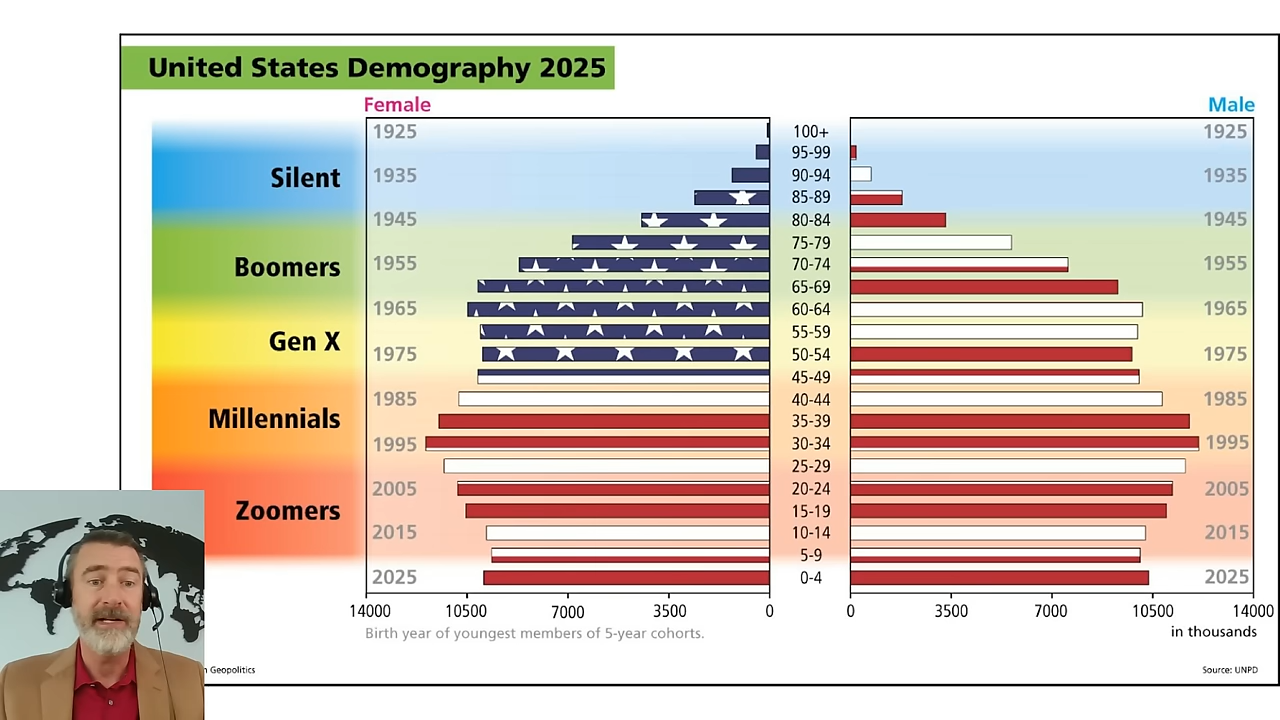 United States Demography 2025
Female Male
1925 100+ 1925
95-99
Silent 1935 90-94 1935
85-89
1945 80-84 1945
75-79
Boomers 1955 70-74 1955
65-69
1965 60-64 1965
Gen X 55-59
1975 50-54 1975
45-49
1985 40-44 1985
Millennials 35-39
1995 30-34 1995
25-29
2005 20-24 2005
Zoomers 15-19
2015 10-14 2015
5-9
2025 0-4 2025
14000 10500 7000 3500 0 0 3500 7000 10500 14000
Birth year of youngest members of 5-year cohorts. in thousands
Geopolitics Source: UNPD